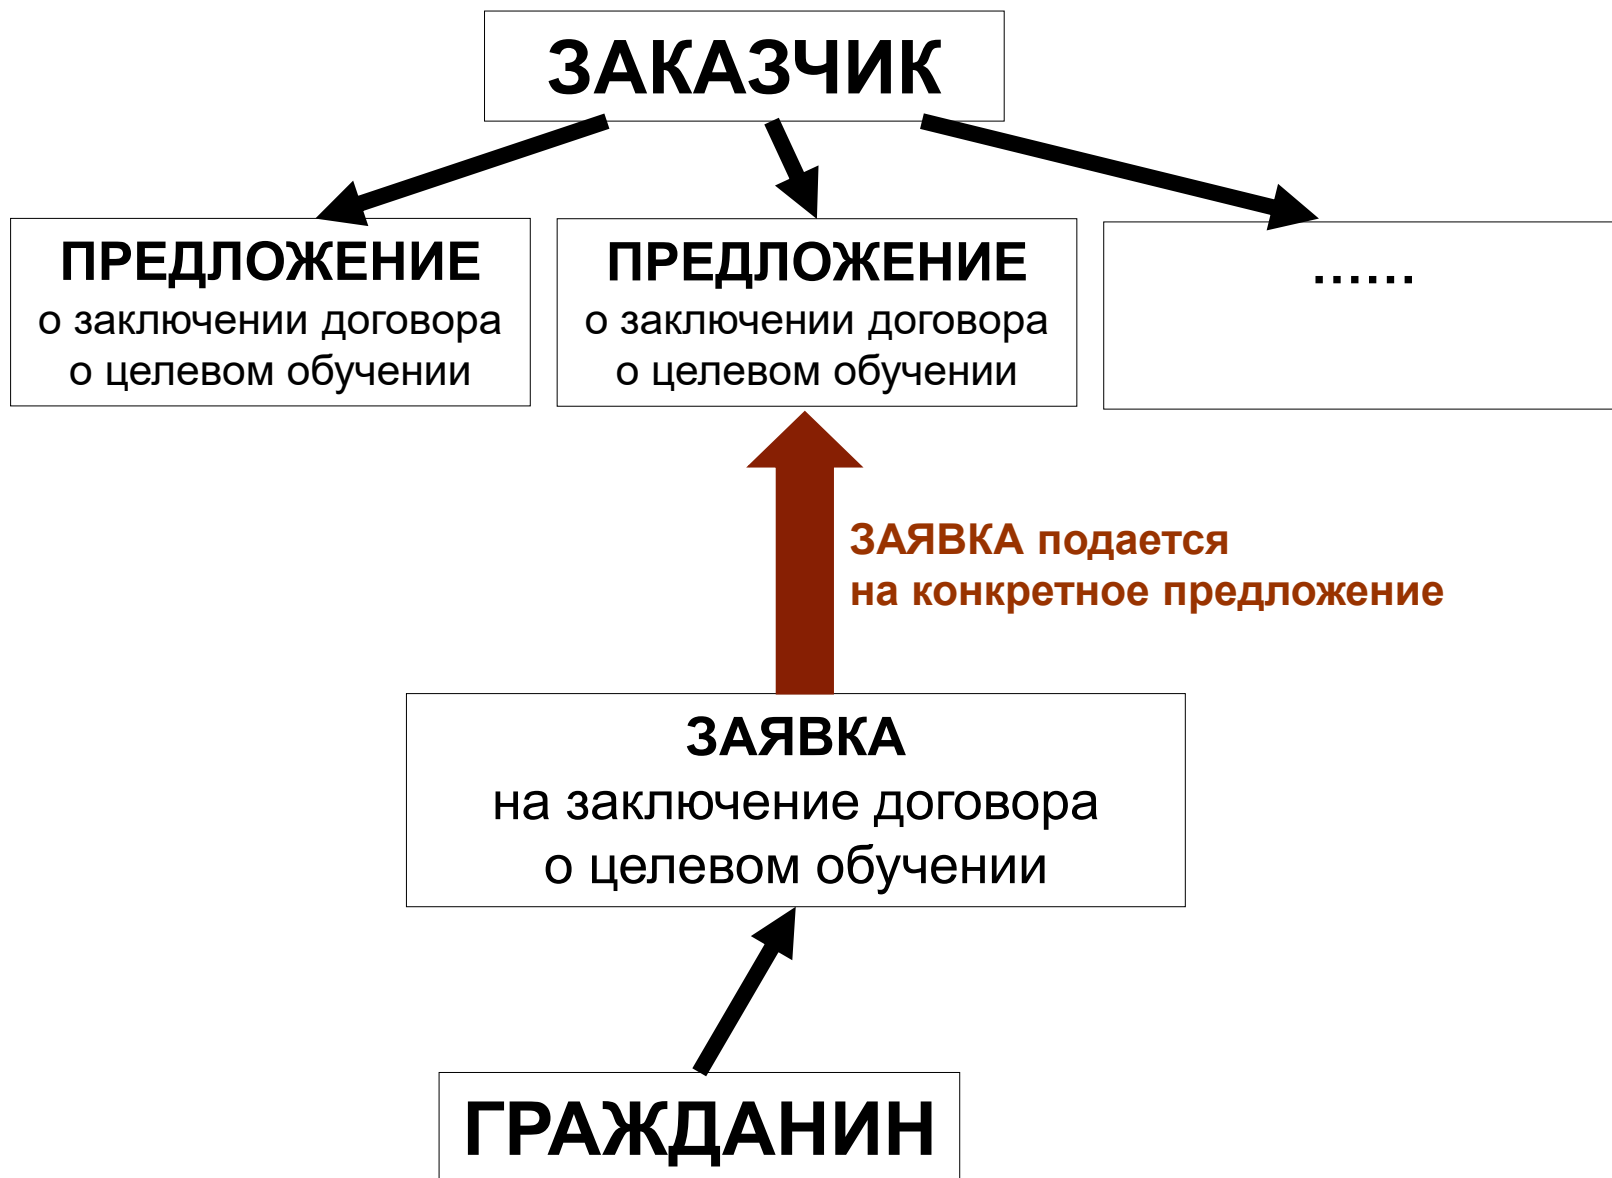 ЗАКАЗЧИК
ПРЕДЛОЖЕНИЕ
о заключении договора
о целевом обучении
ПРЕДЛОЖЕНИЕ
о заключении договора
о целевом обучении
......
ЗАЯВКА подается
на конкретное предложение
ЗАЯВКА
на заключение договора
о целевом обучении
ГРАЖДАНИН